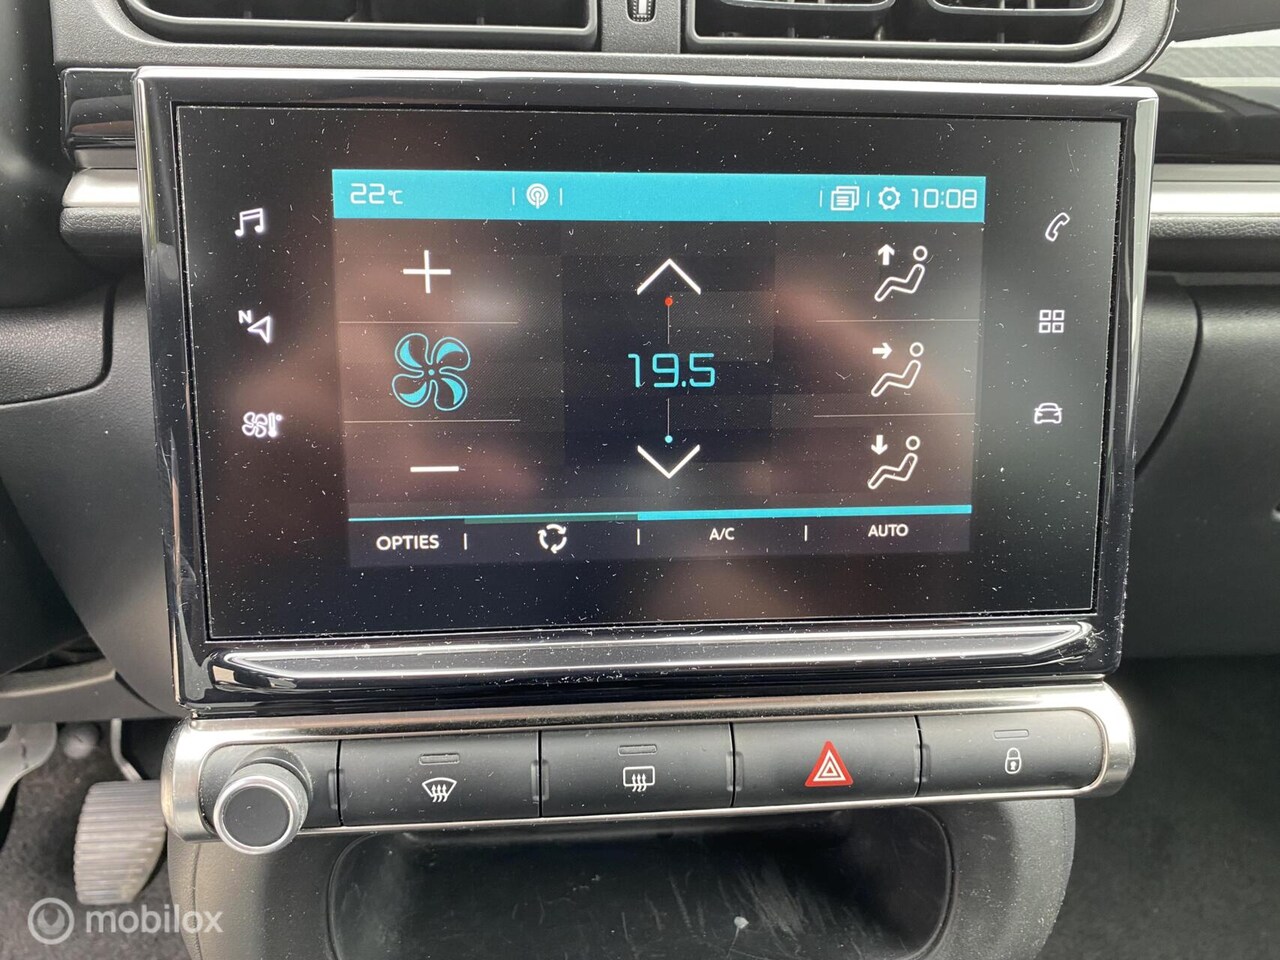 22°C 10:08
N
19.5
OPTIES A/C AUTO
mobilox